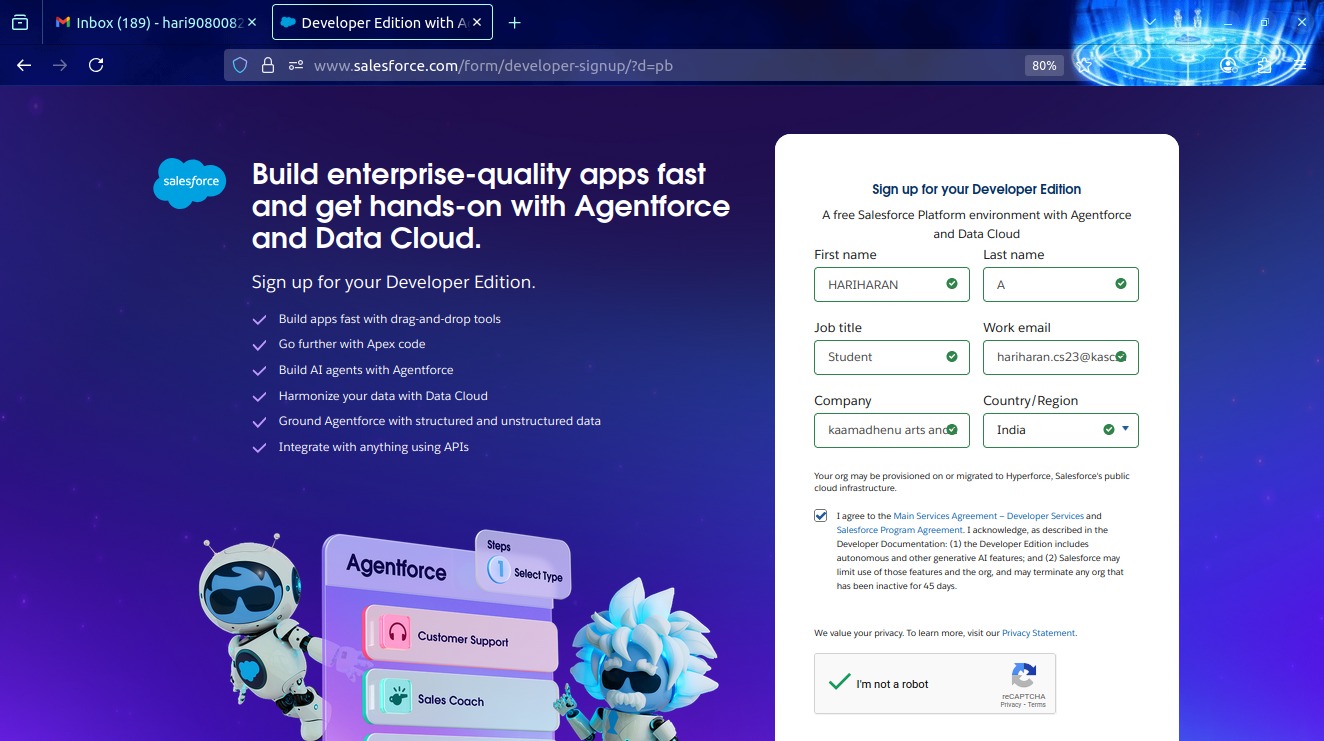 Inbox (189) - hari9080082
Developer Edition with A
www.salesforce.com/form/developer-signup/?d=pb
80%
salesforce
Build enterprise-quality apps fast
and get hands-on with Agentforce
and Data Cloud.
Sign up for your Developer Edition.
Build apps fast with drag-and-drop tools
Go further with Apex code
Build AI agents with Agentforce
Harmonize your data with Data Cloud
Ground Agentforce with structured and unstructured data
Integrate with anything using APIs
Agentforce
Steps
1 Select Type
Customer Support
Sales Coach
Sign up for your Developer Edition
A free Salesforce Platform environment with Agentforce
and Data Cloud
First name
Last name
HARIHARAN
A
Job title
Work email
Student
hariharan.cs23@kasc
Company
Country/Region
kaamadhenu arts and
India
Your org may be provisioned on or migrated to Hyperforce, Salesforce's public
cloud infrastructure.
I agree to the Main Services Agreement – Developer Services and
Salesforce Program Agreement. I acknowledge, as described in the
Developer Documentation: (1) the Developer Edition includes
autonomous and other generative AI features; and (2) Salesforce may
limit use of those features and the org, and may terminate any org that
has been inactive for 45 days.
We value your privacy. To learn more, visit our Privacy Statement.
I'm not a robot
reCAPTCHA
Privacy - Terms